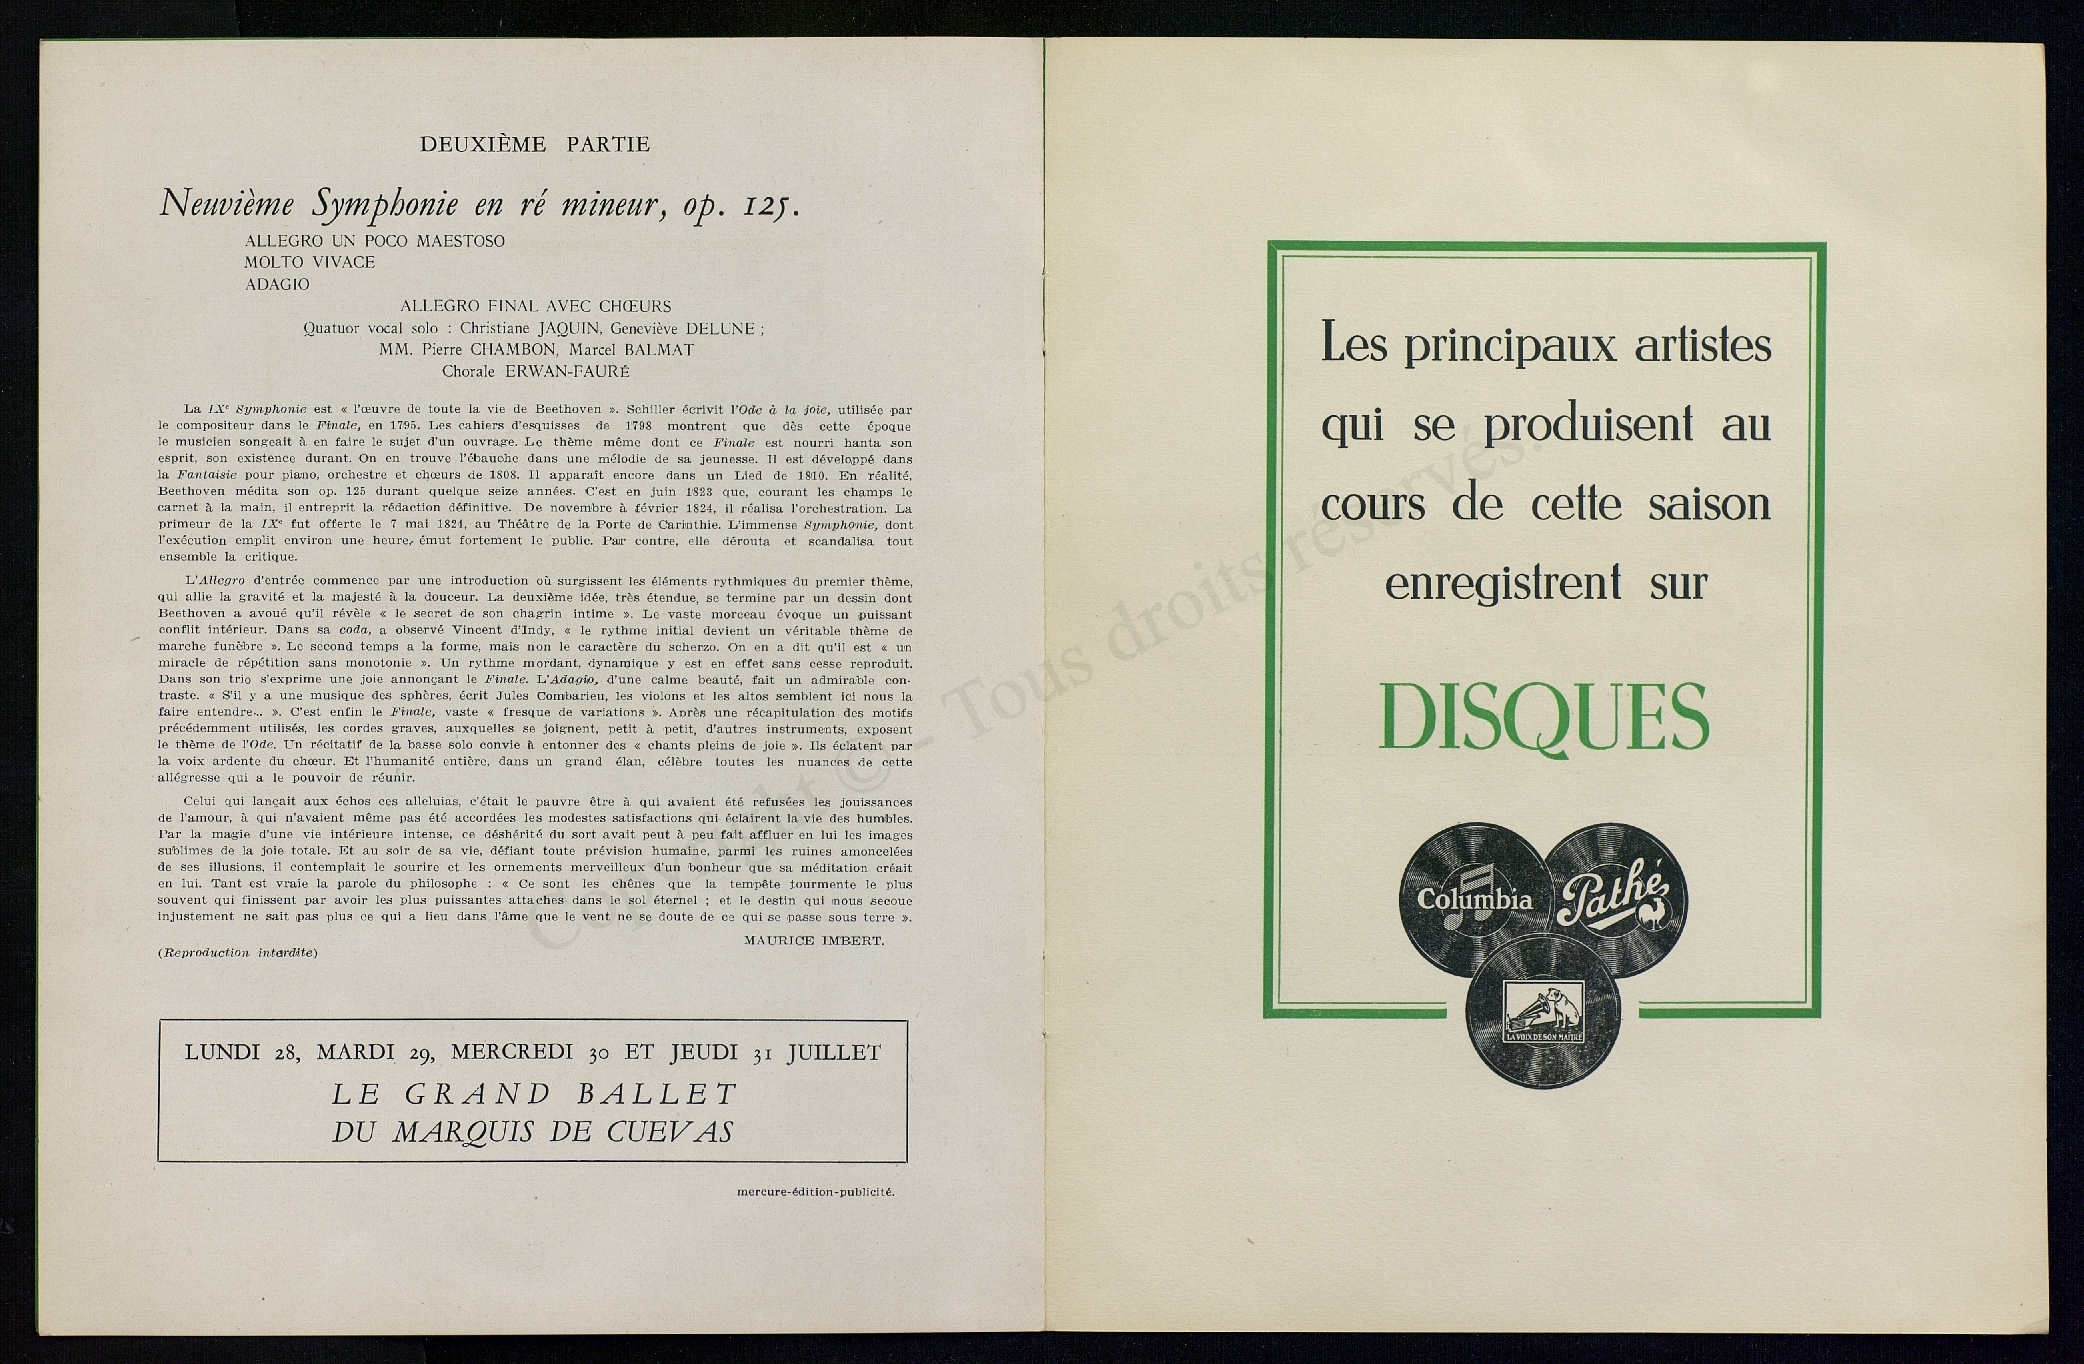 DEUXIÈME PARTIE
Neuvième Symphonie en ré mineur, op. 125.
ALLEGRO UN POCO MAESTOSO
MOLTO VIVACE
ADAGIO
ALLEGRO FINAL AVEC CHŒURS
Quatuor vocal solo : Christiane JAQUIN, Geneviève DELUNE ;
MM. Pierre CHAMBON, Marcel BALMAT
Chorale ERWAN-FAURÉ
La IXe Symphonie est « l'œuvre de toute la vie de Beethoven ». Schiller écrivit l'Ode à la joie, utilisée par
le compositeur dans le Finale, en 1795. Les cahiers d'esquisses de 1798 montrent que dès cette époque
le musicien songeait à en faire le sujet d'un ouvrage. Le thème même dont ce Finale est nourri hanta son
esprit, son existence durant. On en trouve l'ébauche dans une mélodie de sa jeunesse. Il est développé dans
la Fantaisie pour piano, orchestre et chœurs de 1808. Il apparaît encore dans un Lied de 1810. En réalité,
Beethoven médita son op. 125 durant quelque seize années. C'est en juin 1823 que, courant les champs le
carnet à la main, il entreprit la rédaction définitive. De novembre à février 1824, il réalisa l'orchestration. La
primeur de la IXe fut offerte le 7 mai 1824, au Théâtre de la Porte de Carinthie. L'immense Symphonie, dont
l'exécution emplit environ une heure, émut fortement le public. Par contre, elle dérouta et scandalisa tout
ensemble la critique.
L'Allegro d'entrée commence par une introduction où surgissent les éléments rythmiques du premier thème,
qui allie la gravité et la majesté à la douceur. La deuxième idée, très étendue, se termine par un dessin dont
Beethoven a avoué qu'il révèle « le secret de son chagrin intime ». Le vaste morceau évoque un puissant
conflit intérieur. Dans sa coda, a observé Vincent d'Indy, « le rythme initial devient un véritable thème de
marche funèbre ». Le second temps a la forme, mais non le caractère du scherzo. On en a dit qu'il est « un
miracle de répétition sans monotonie ». Un rythme mordant, dynamique y est en effet sans cesse reproduit.
Dans son trio s'exprime une joie annonçant le Finale. L'Adagio, d'une calme beauté, fait un admirable con-
traste. « S'il y a une musique des sphères, écrit Jules Combarieu, les violons et les altos semblent ici nous la
faire entendre... ». C'est enfin le Finale, vaste « fresque de variations ». Après une récapitulation des motifs
précédemment utilisés, les cordes graves, auxquelles se joignent, petit à petit, d'autres instruments, exposent
le thème de l'Ode. Un récitatif de la basse solo convie à entonner des « chants pleins de joie ». Ils éclatent par
la voix ardente du chœur. Et l'humanité entière, dans un grand élan, célèbre toutes les nuances de cette
allégresse qui a le pouvoir de réunir.
Celui qui lançait aux échos ces alleluias, c'était le pauvre être à qui avaient été refusées les jouissances
de l'amour, à qui n'avaient même pas été accordées les modestes satisfactions qui éclairent la vie des humbles.
Par la magie d'une vie intérieure intense, ce déshérité du sort avait peut à peu fait affluer en lui les images
sublimes de la joie totale. Et au soir de sa vie, défiant toute prévision humaine, parmi les ruines amoncelées
de ses illusions, il contemplait le sourire et les ornements merveilleux d'un bonheur que sa méditation créait
en lui. Tant est vraie la parole du philosophe : « Ce sont les chênes que la tempête tourmente le plus
souvent qui finissent par avoir les plus puissantes attaches dans le sol éternel ; et le destin qui nous secoue
injustement ne sait pas plus ce qui a lieu dans l'âme que le vent ne se doute de ce qui se passe sous terre ».
MAURICE IMBERT.
(Reproduction interdite)
LUNDI 28, MARDI 29, MERCREDI 30 ET JEUDI 31 JUILLET
LE GRAND BALLET
DU MARQUIS DE CUEVAS
mercure-édition-publicité.
Les principaux artistes
qui se produisent au
cours de cette saison
enregistrent sur
DISQUES
Columbia
Pathé
LA VOIX DE SON MAÎTRE
Copyright © - Tous droits réservés.